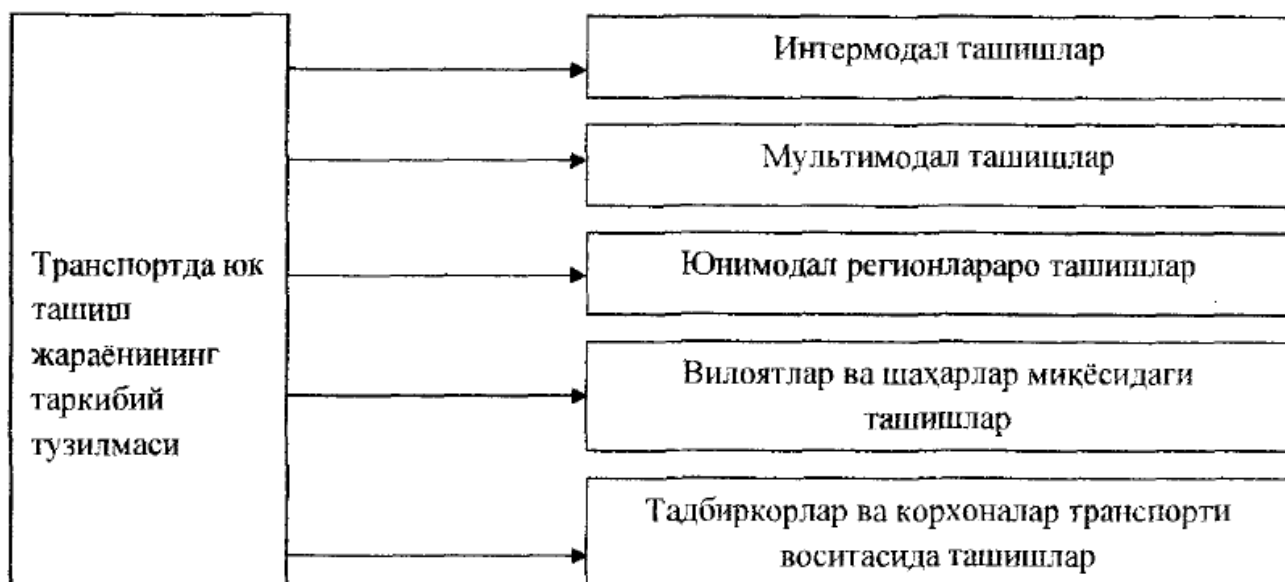 Транспортда юк
ташиш
жараёнининг
таркибий
тузилмаси
Интермодал ташишлар
Мультимодал ташишлар
Юнимодал регионлараро ташишлар
Вилоятлар ва шаҳарлар миқёсидаги
ташишлар
Тадбиркорлар ва корхоналар транспорти
воситасида ташишлар